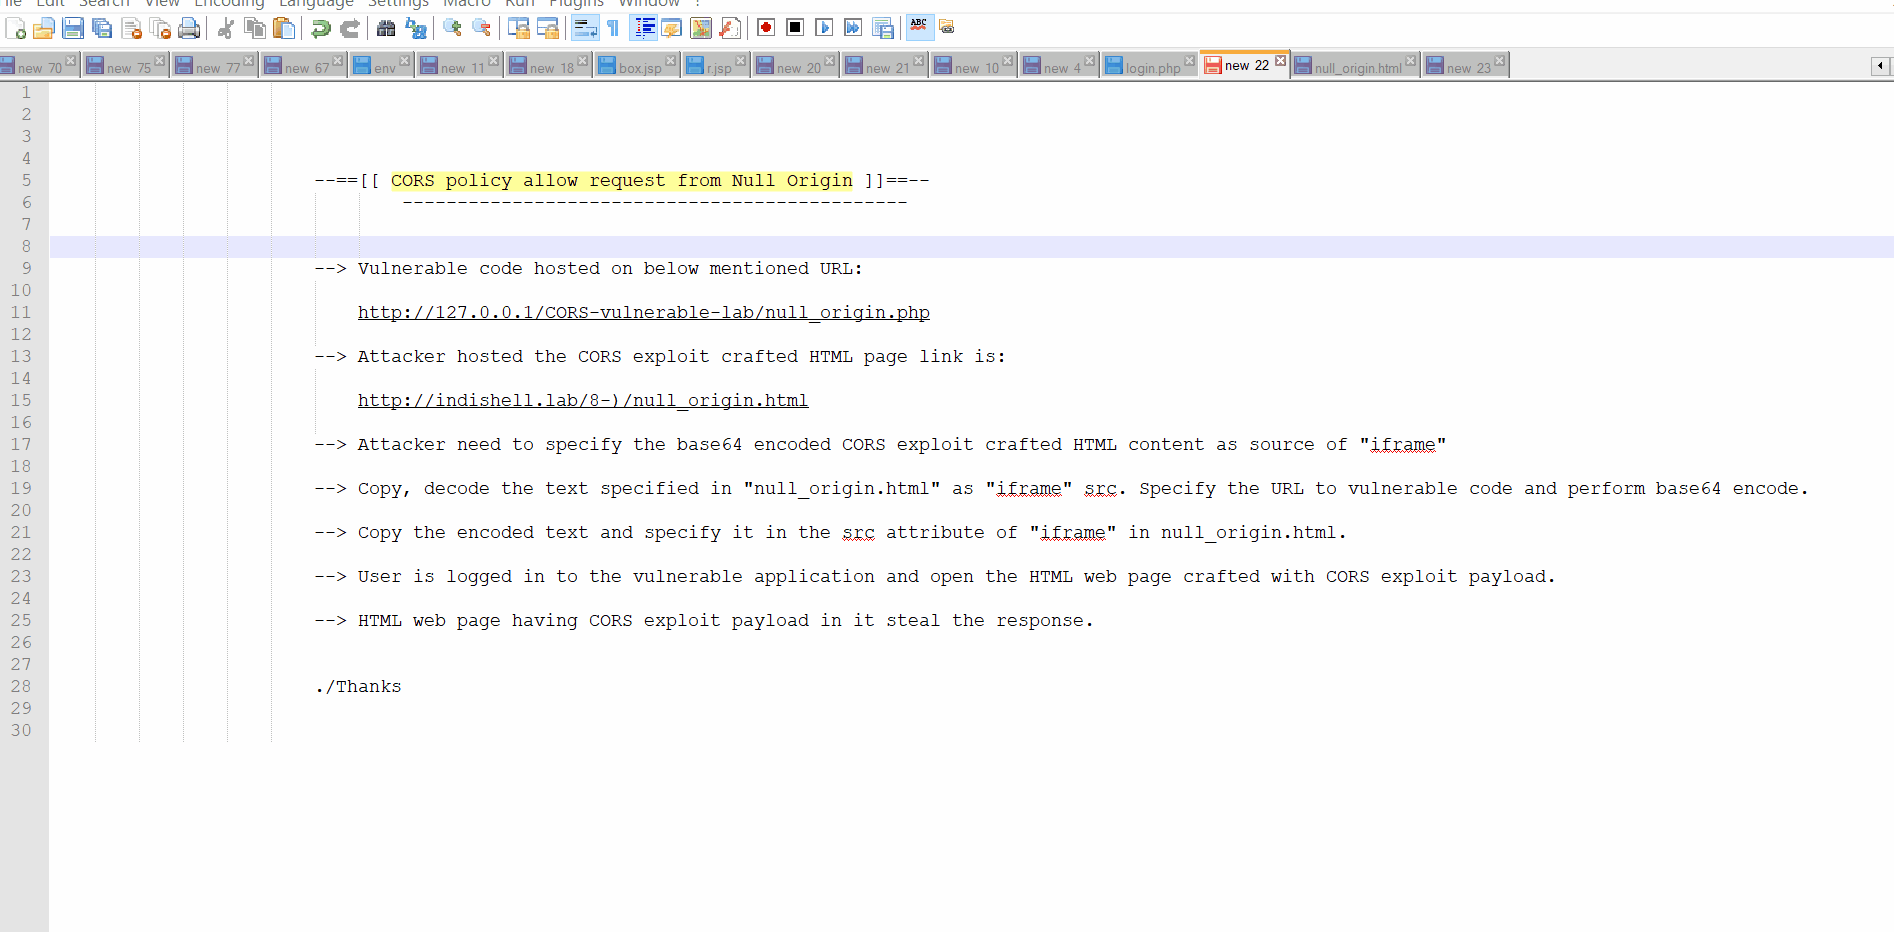 File Edit Search View Encoding Language Settings Macro Run Plugins Window ?
ABC
new 70 new 75 new 77 new 67 env new 11 new 18 box.jsp r.jsp new 20 new 21 new 10 new 4 login.php new 22 null_origin.html new 23
1
2
3
4
5 --==[[ CORS policy allow request from Null Origin ]]==--
6 ----------------------------------------------
7
8
9 --> Vulnerable code hosted on below mentioned URL:
10
11 http://127.0.0.1/CORS-vulnerable-lab/null_origin.php
12
13 --> Attacker hosted the CORS exploit crafted HTML page link is:
14
15 http://indishell.lab/8-)/null_origin.html
16
17 --> Attacker need to specify the base64 encoded CORS exploit crafted HTML content as source of "iframe"
18
19 --> Copy, decode the text specified in "null_origin.html" as "iframe" src. Specify the URL to vulnerable code and perform base64 encode.
20
21 --> Copy the encoded text and specify it in the src attribute of "iframe" in null_origin.html.
22
23 --> User is logged in to the vulnerable application and open the HTML web page crafted with CORS exploit payload.
24
25 --> HTML web page having CORS exploit payload in it steal the response.
26
27
28 ./Thanks
29
30